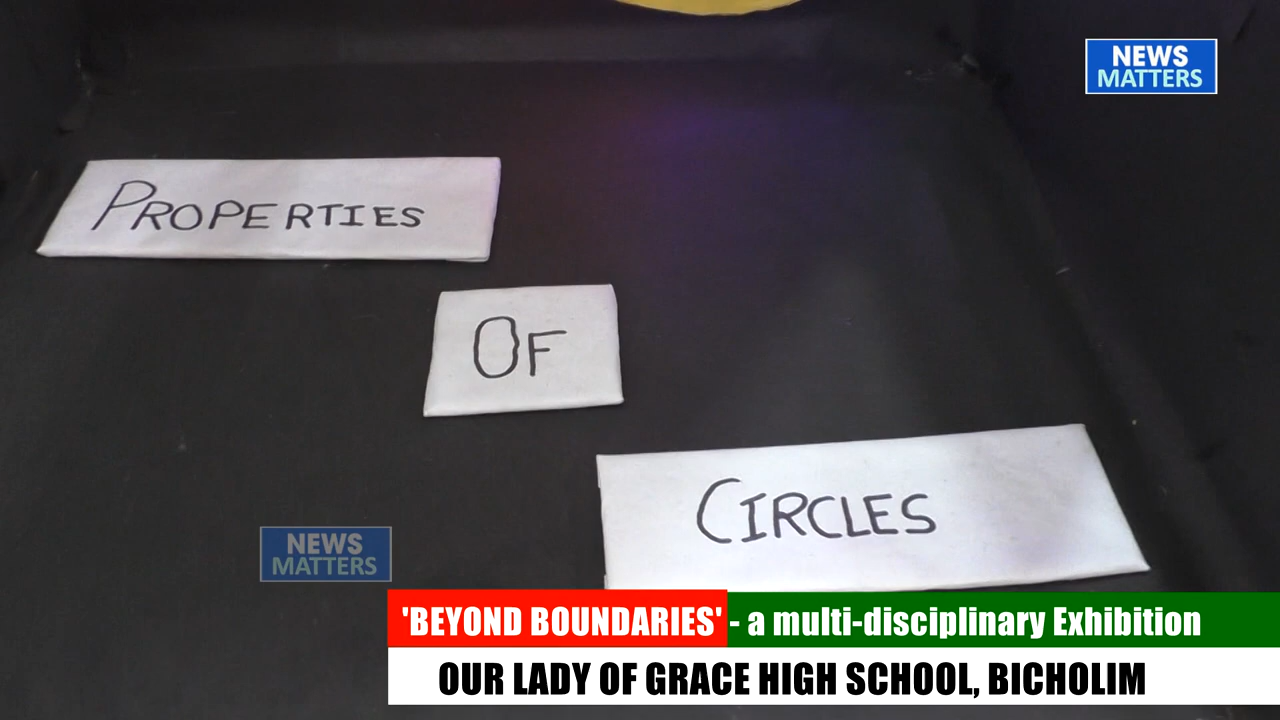 NEWS
MATTERS
PROPERTIES
OF
CIRCLES
NEWS
MATTERS
'BEYOND BOUNDARIES' - a multi-disciplinary Exhibition
OUR LADY OF GRACE HIGH SCHOOL, BICHOLIM